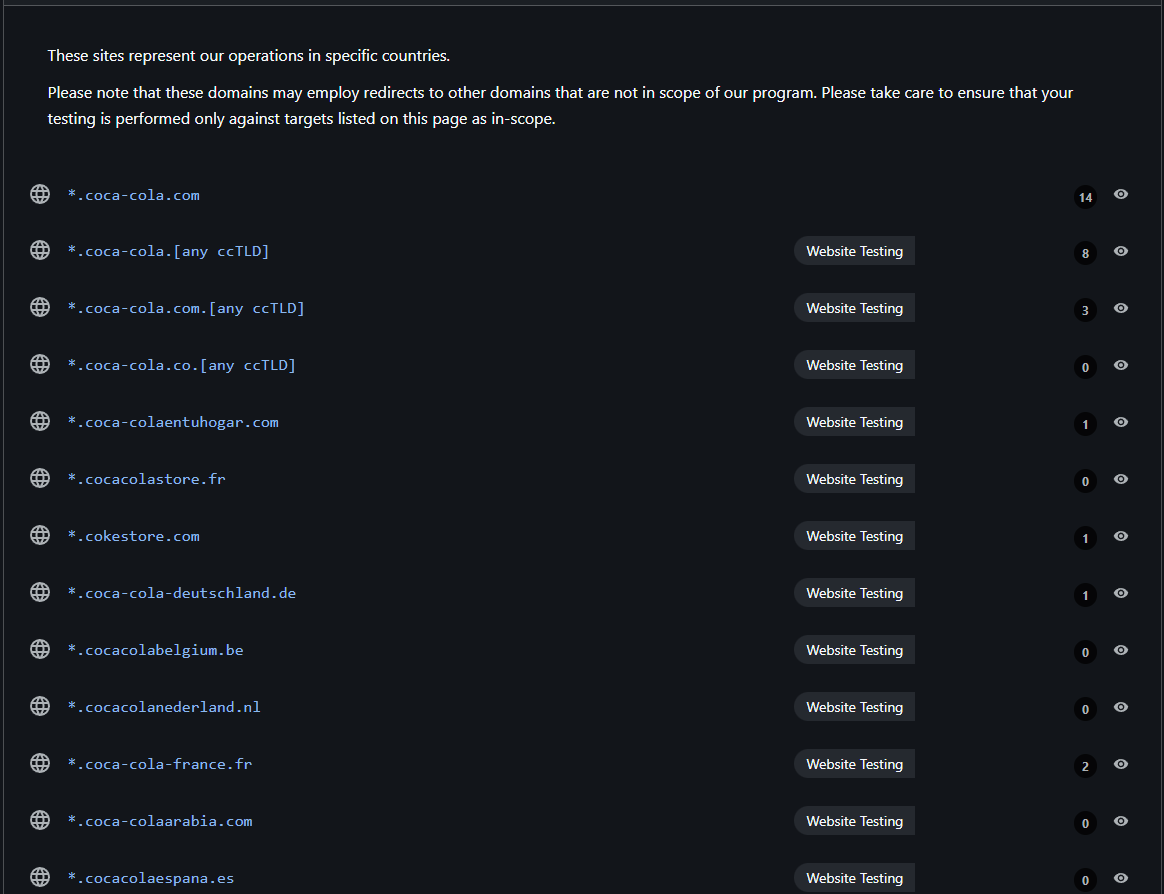 These sites represent our operations in specific countries.
Please note that these domains may employ redirects to other domains that are not in scope of our program. Please take care to ensure that your
testing is performed only against targets listed on this page as in-scope.
*.coca-cola.com 14
*.coca-cola.[any ccTLD] Website Testing 8
*.coca-cola.com.[any ccTLD] Website Testing 3
*.coca-cola.co.[any ccTLD] Website Testing 0
*.coca-colaentuhogar.com Website Testing 1
*.cocacolastore.fr Website Testing 0
*.cokestore.com Website Testing 1
*.coca-cola-deutschland.de Website Testing 1
*.cocacolabelgium.be Website Testing 0
*.cocacolanederland.nl Website Testing 0
*.coca-cola-france.fr Website Testing 2
*.coca-colaarabia.com Website Testing 0
*.cocacolaespana.es Website Testing 0